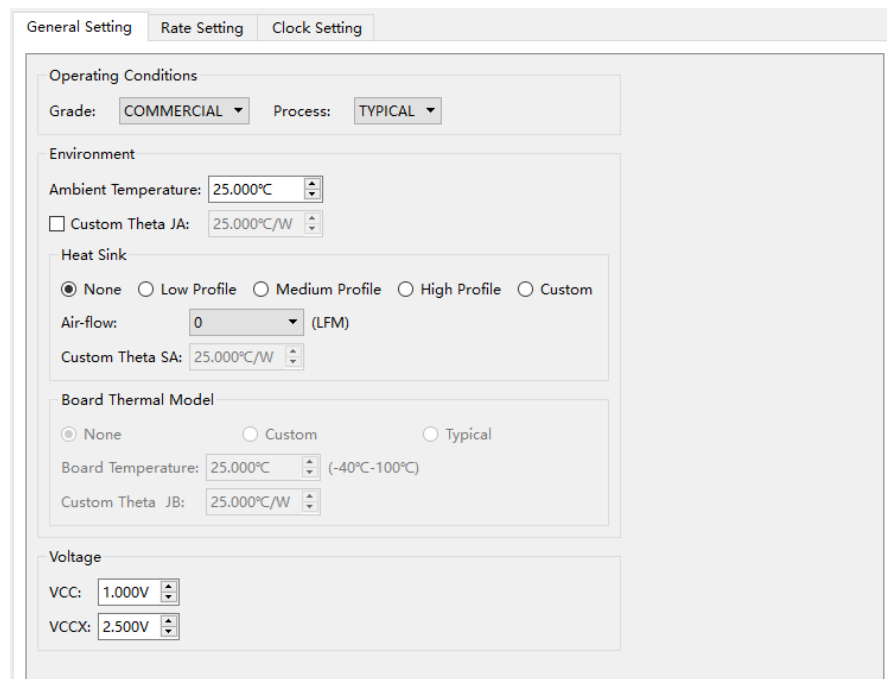 General Setting Rate Setting Clock Setting
Operating Conditions
Grade: COMMERCIAL Process: TYPICAL
Environment
Ambient Temperature: 25.000℃
Custom Theta JA: 25.000℃/W
Heat Sink
None Low Profile Medium Profile High Profile Custom
Air-flow: 0 (LFM)
Custom Theta SA: 25.000℃/W
Board Thermal Model
None Custom Typical
Board Temperature: 25.000℃ (-40℃-100℃)
Custom Theta JB: 25.000℃/W
Voltage
VCC: 1.000V
VCCX: 2.500V